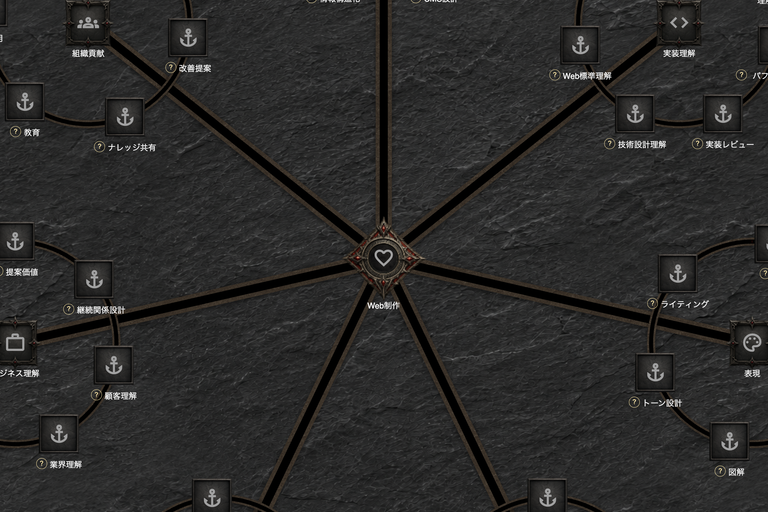 組織貢献
実装理解
? 改善提案
? Web標準理解
? 教育
? ナレッジ共有
? 技術設計理解
? 実装レビュー
提案価値
? 継続関係設計
Web制作
? ライティング
ジネス理解
表現
? 顧客理解
? トーン設計
? 業界理解
? 図解